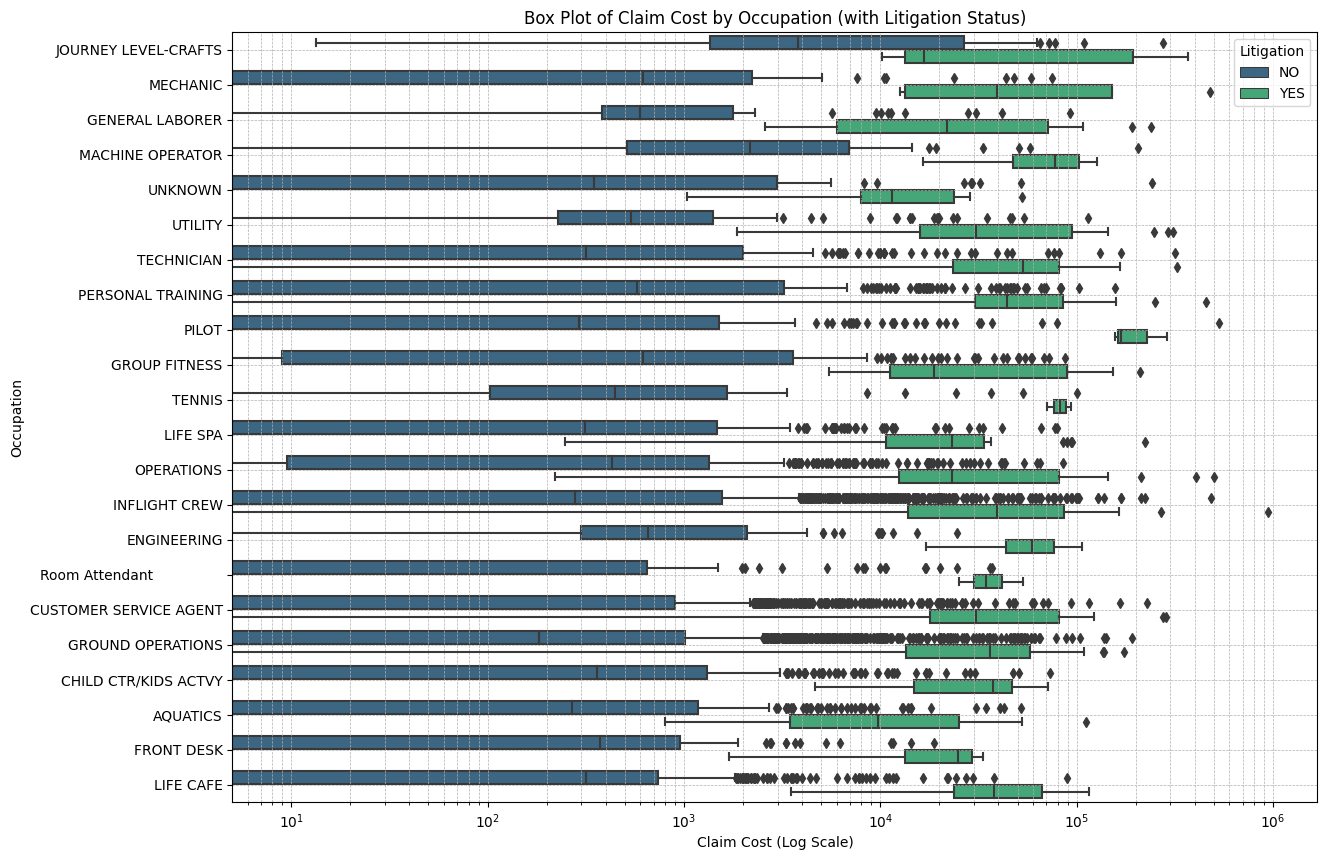 Box Plot of Claim Cost by Occupation (with Litigation Status)
Litigation
NO
YES
Occupation
JOURNEY LEVEL-CRAFTS
MECHANIC
GENERAL LABORER
MACHINE OPERATOR
UNKNOWN
UTILITY
TECHNICIAN
PERSONAL TRAINING
PILOT
GROUP FITNESS
TENNIS
LIFE SPA
OPERATIONS
INFLIGHT CREW
ENGINEERING
Room Attendant
CUSTOMER SERVICE AGENT
GROUND OPERATIONS
CHILD CTR/KIDS ACTVY
AQUATICS
FRONT DESK
LIFE CAFE
10¹ 10² 10³ 10⁴ 10⁵ 10⁶
Claim Cost (Log Scale)